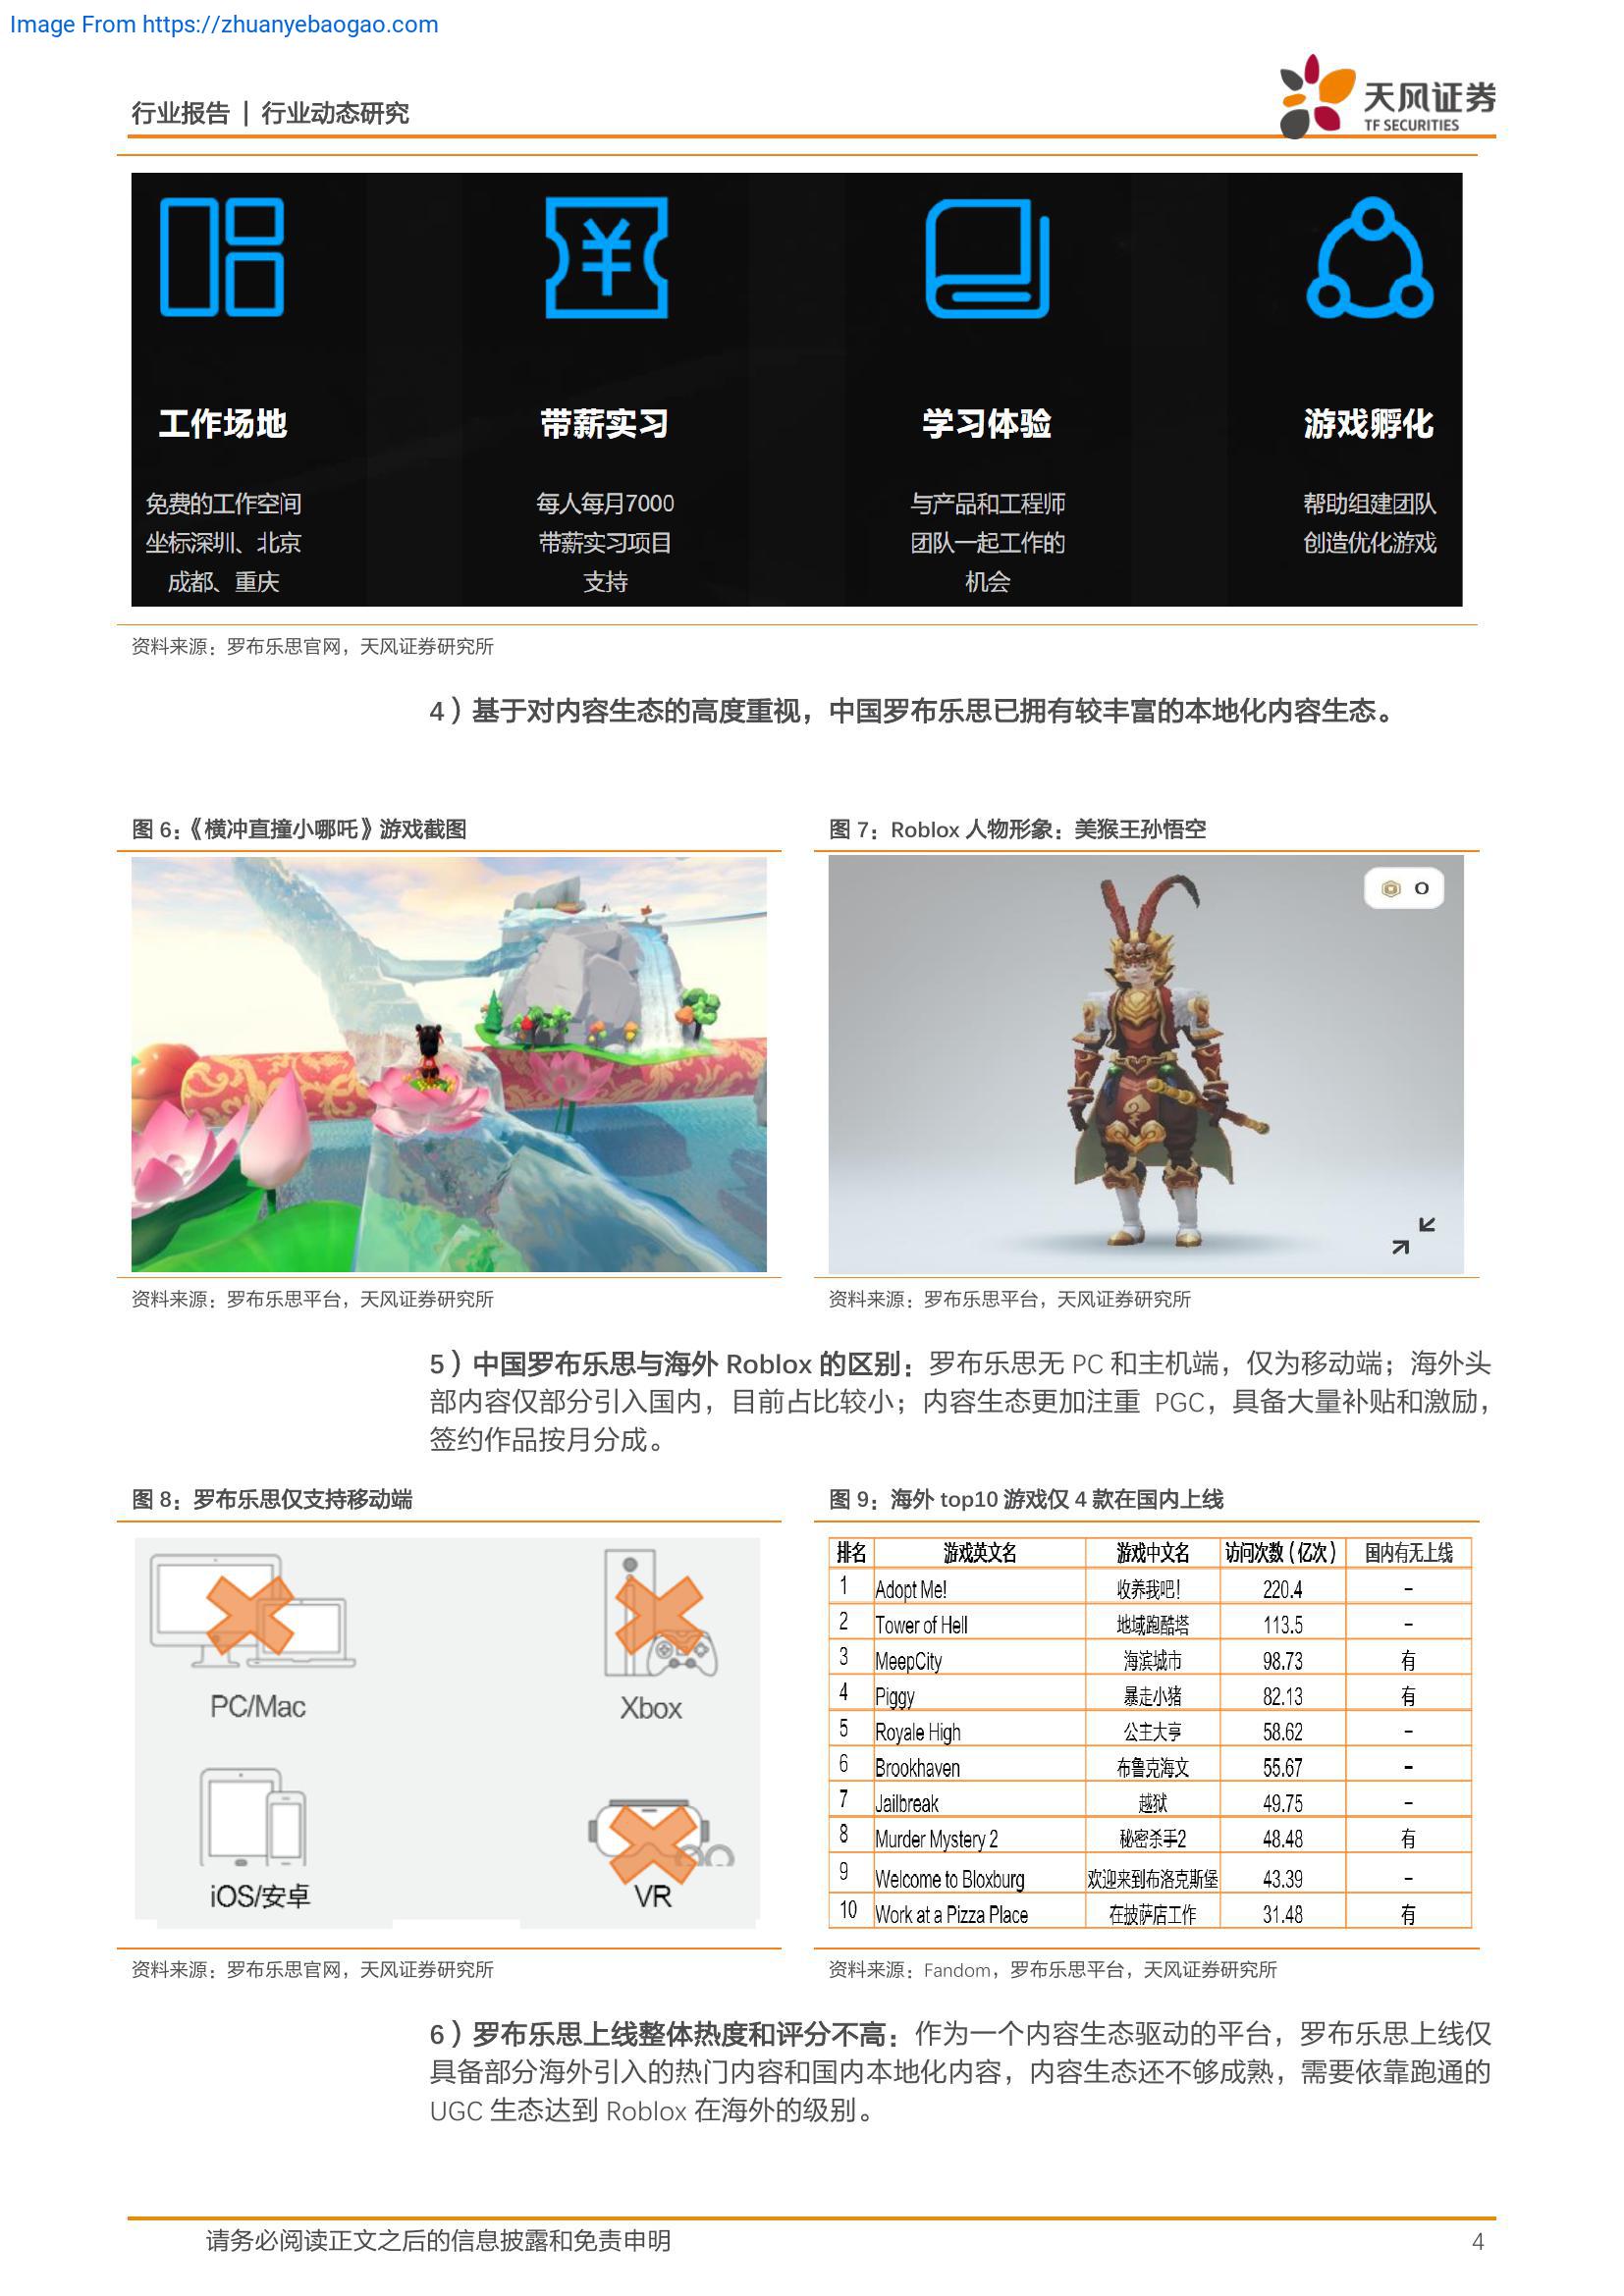 Image From https://zhuanyebaogao.com
行业报告 | 行业动态研究
天风证券
TF SECURITIES
工作场地
带薪实习
学习体验
游戏孵化
免费的工作空间
坐标深圳、北京
成都、重庆
每人每月7000
带薪实习项目
支持
与产品和工程师
团队一起工作的
机会
帮助组建团队
创造优化游戏
资料来源：罗布乐思官网，天风证券研究所
4）基于对内容生态的高度重视，中国罗布乐思已拥有较丰富的本地化内容生态。
图 6：《横冲直撞小哪吒》游戏截图
图 7：Roblox 人物形象：美猴王孙悟空
0
资料来源：罗布乐思平台，天风证券研究所
资料来源：罗布乐思平台，天风证券研究所
5）中国罗布乐思与海外 Roblox 的区别：罗布乐思无 PC 和主机端，仅为移动端；海外头
部内容仅部分引入国内，目前占比较小；内容生态更加注重 PGC，具备大量补贴和激励，
签约作品按月分成。
图 8：罗布乐思仅支持移动端
PC/Mac
Xbox
iOS/安卓
VR
资料来源：罗布乐思官网，天风证券研究所
图 9：海外 top10 游戏仅 4 款在国内上线
排名 游戏英文名 游戏中文名 访问次数（亿次） 国内有无上线
1 Adopt Me! 收养我吧！ 220.4 -
2 Tower of Hell 地域跑酷塔 113.5 -
3 MeepCity 海滨城市 98.73 有
4 Piggy 暴走小猪 82.13 有
5 Royale High 公主大亨 58.62 -
6 Brookhaven 布鲁克海文 55.67 -
7 Jailbreak 越狱 49.75 -
8 Murder Mystery 2 秘密杀手2 48.48 有
9 Welcome to Bloxburg 欢迎来到布洛克斯堡 43.39 -
10 Work at a Pizza Place 在披萨店工作 31.48 有
资料来源：Fandom，罗布乐思平台，天风证券研究所
6）罗布乐思上线整体热度和评分不高：作为一个内容生态驱动的平台，罗布乐思上线仅
具备部分海外引入的热门内容和国内本地化内容，内容生态还不够成熟，需要依靠跑通的
UGC 生态达到 Roblox 在海外的级别。
请务必阅读正文之后的信息披露和免责申明
4